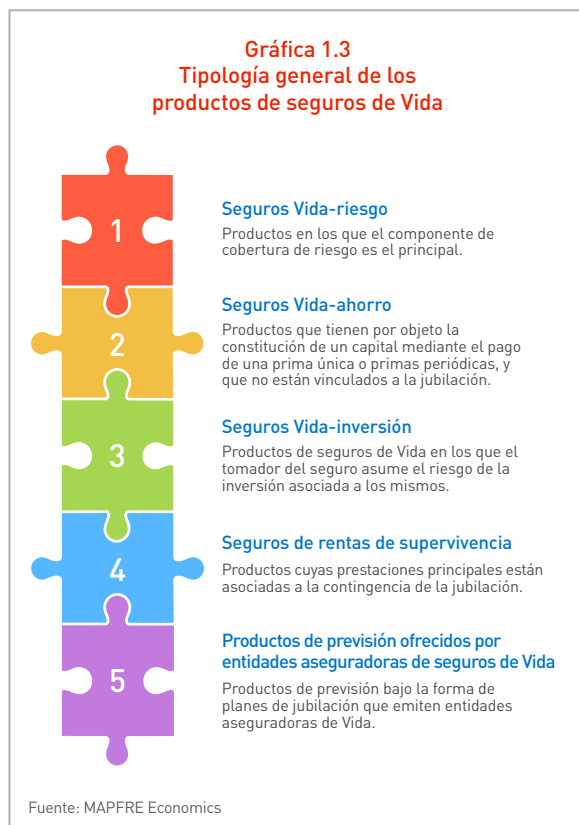 Gráfica 1.3
Tipología general de los
productos de seguros de Vida
1
Seguros Vida-riesgo
Productos en los que el componente de
cobertura de riesgo es el principal.
2
Seguros Vida-ahorro
Productos que tienen por objeto la
constitución de un capital mediante el pago
de una prima única o primas periódicas, y
que no están vinculados a la jubilación.
3
Seguros Vida-inversión
Productos de seguros de Vida en los que el
tomador del seguro asume el riesgo de la
inversión asociada a los mismos.
4
Seguros de rentas de supervivencia
Productos cuyas prestaciones principales están
asociadas a la contingencia de la jubilación.
5
Productos de previsión ofrecidos por
entidades aseguradoras de seguros de Vida
Productos de previsión bajo la forma de
planes de jubilación que emiten entidades
aseguradoras de Vida.
Fuente: MAPFRE Economics